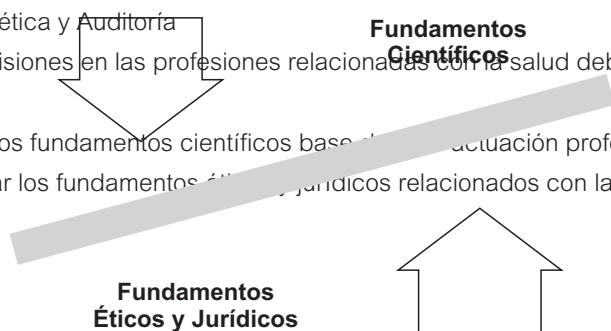 ética y Auditoría
Fundamentos
Científicos
isiones en las profesiones relacionadas con la salud deb
os fundamentos científicos base actuación profe
ar los fundamentos y jurídicos relacionados con la
Fundamentos
Éticos y Jurídicos